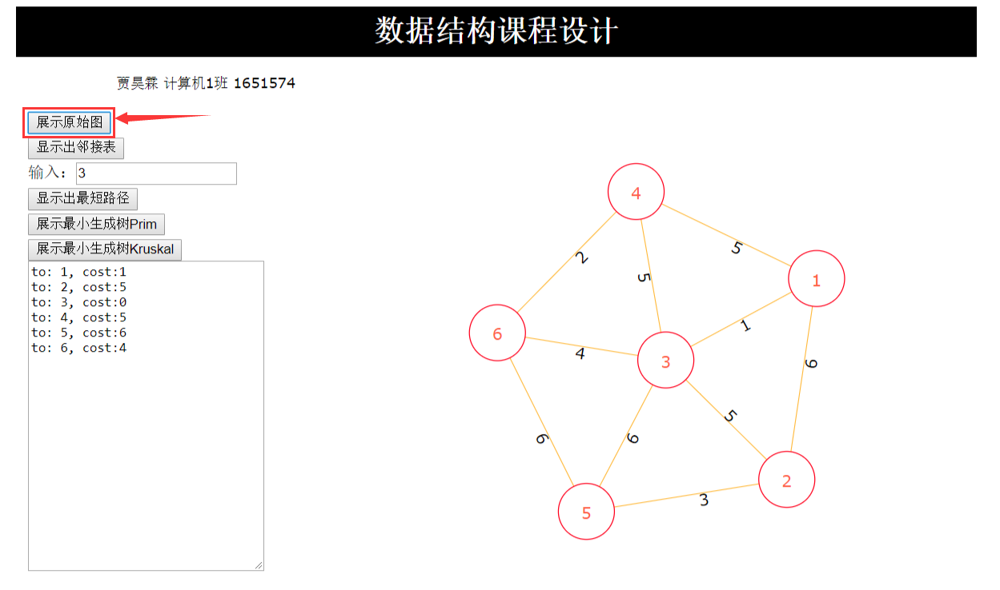 数据结构课程设计
贾昊霖 计算机1班 1651574
展示原始图
显示出邻接表
输入： 3
显示出最短路径
展示最小生成树Prim
展示最小生成树Kruskal
to: 1, cost:1
to: 2, cost:5
to: 3, cost:0
to: 4, cost:5
to: 5, cost:6
to: 6, cost:4
4
5
2
5
1
1
6
4
3
6
5
6
6
2
5
3